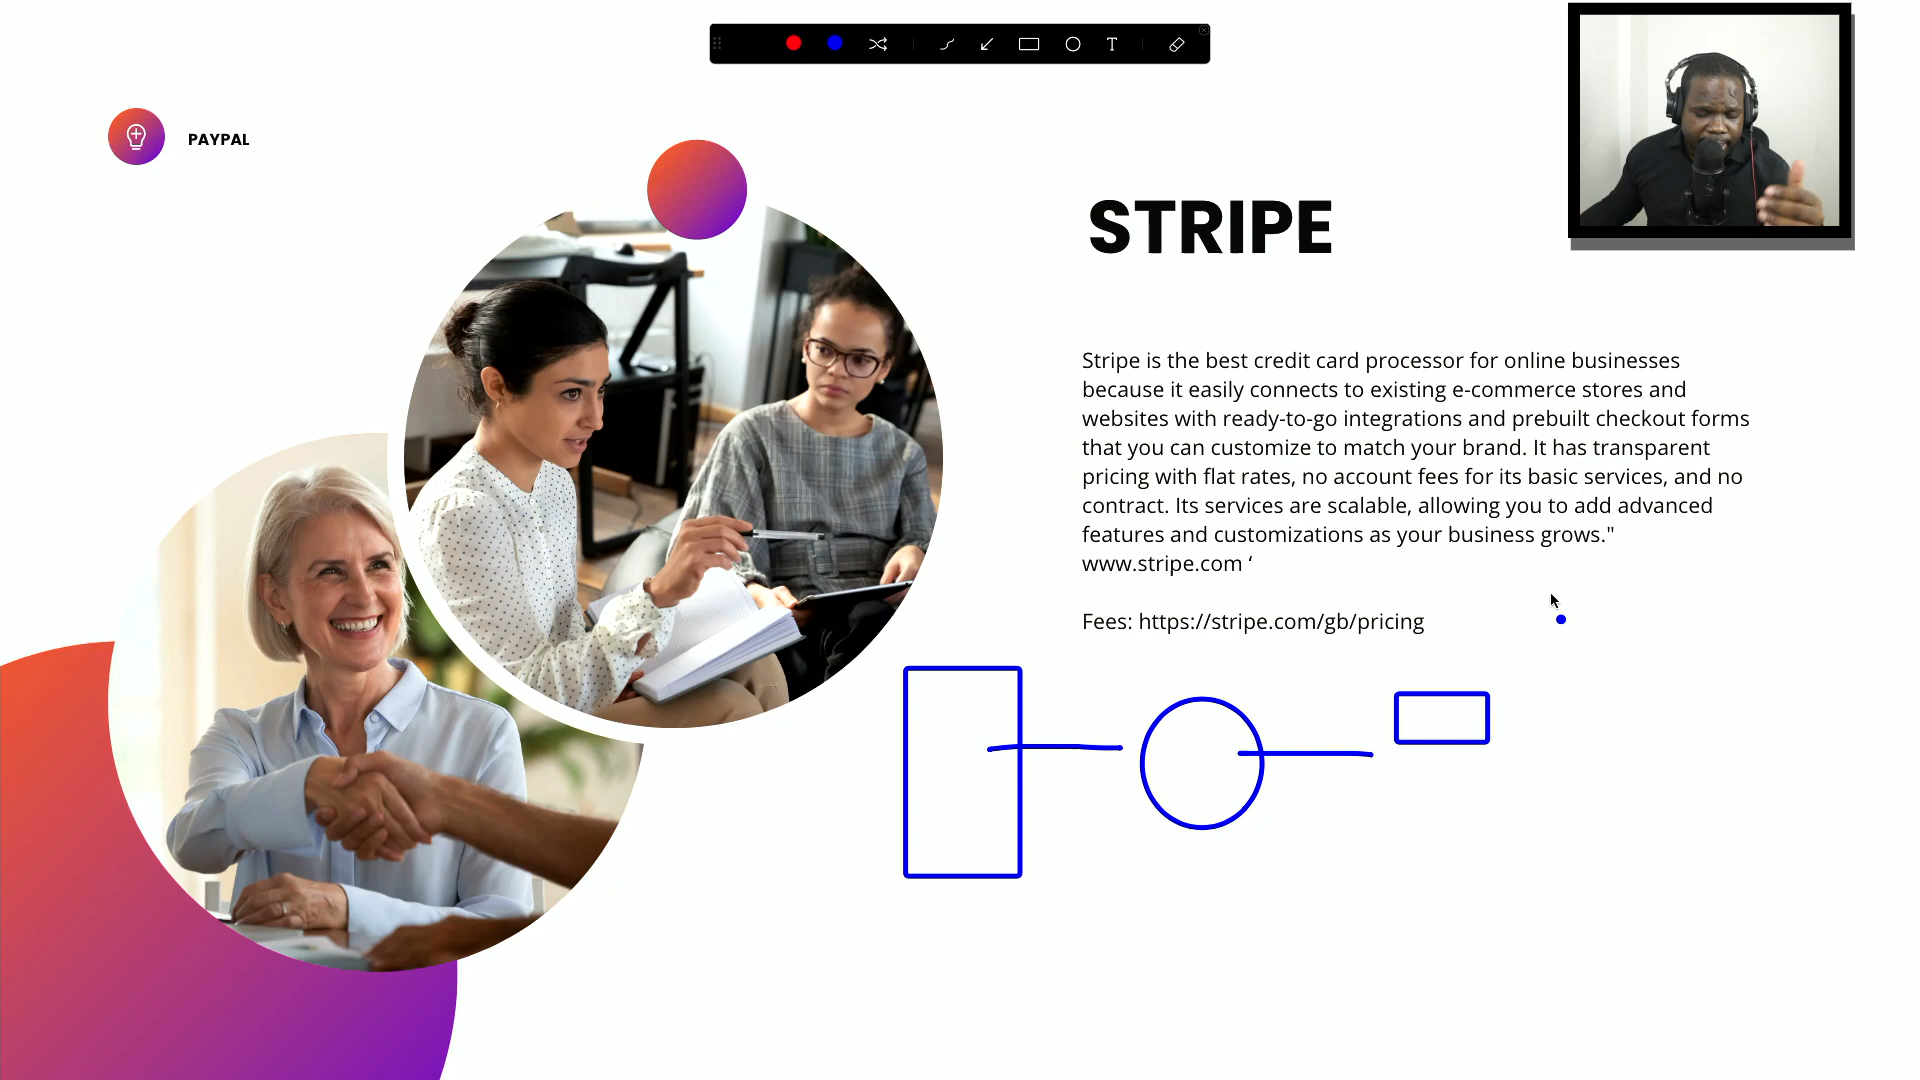 PAYPAL
STRIPE
Stripe is the best credit card processor for online businesses
because it easily connects to existing e-commerce stores and
websites with ready-to-go integrations and prebuilt checkout forms
that you can customize to match your brand. It has transparent
pricing with flat rates, no account fees for its basic services, and no
contract. Its services are scalable, allowing you to add advanced
features and customizations as your business grows."
www.stripe.com ‘
Fees: https://stripe.com/gb/pricing